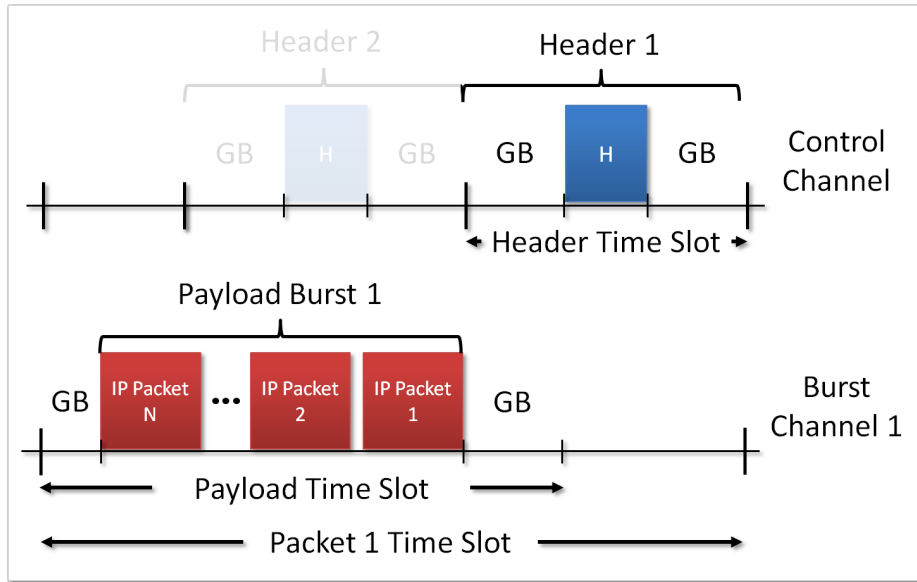 Header 2
Header 1
GB
H
GB
GB
H
GB
Control
Channel
Header Time Slot
Payload Burst 1
GB
IP Packet
N
...
IP Packet
2
IP Packet
1
GB
Burst
Channel 1
Payload Time Slot
Packet 1 Time Slot